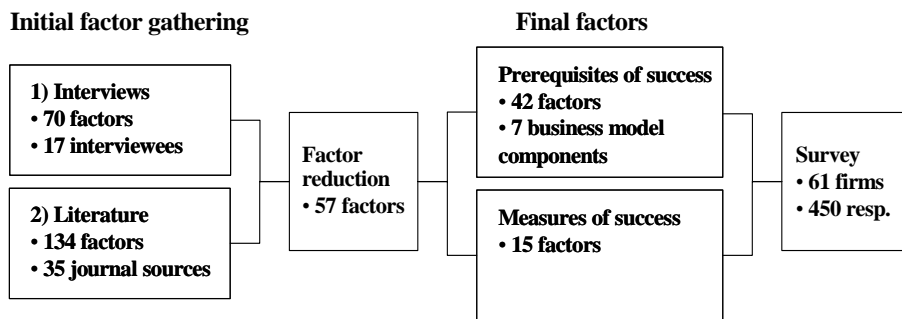 Initial factor gathering
Final factors
1) Interviews
• 70 factors
• 17 interviewees
2) Literature
• 134 factors
• 35 journal sources
Factor
reduction
• 57 factors
Prerequisites of success
• 42 factors
• 7 business model
components
Measures of success
• 15 factors
Survey
• 61 firms
• 450 resp.